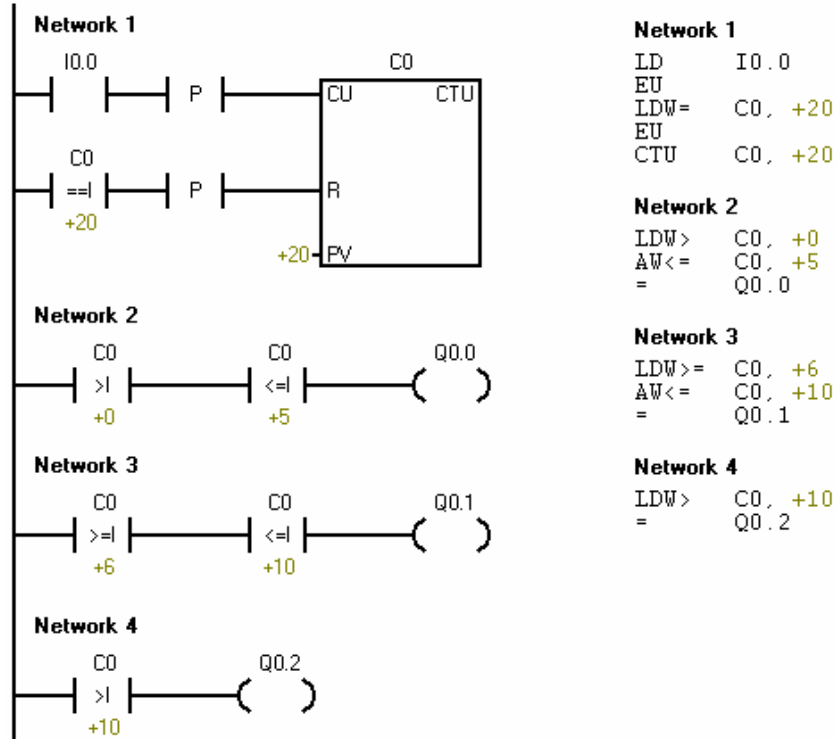 Network 1
I0.0
P
C0
CU CTU
C0
==I
+20
P
R
+20 PV
Network 2
C0
>I
+0
C0
<=I
+5
Q0.0
Network 3
C0
>=I
+6
C0
<=I
+10
Q0.1
Network 4
C0
>I
+10
Q0.2
Network 1
LD I0.0
EU
LDW= C0, +20
EU
CTU C0, +20
Network 2
LDW> C0, +0
AW<= C0, +5
= Q0.0
Network 3
LDW>= C0, +6
AW<= C0, +10
= Q0.1
Network 4
LDW> C0, +10
= Q0.2